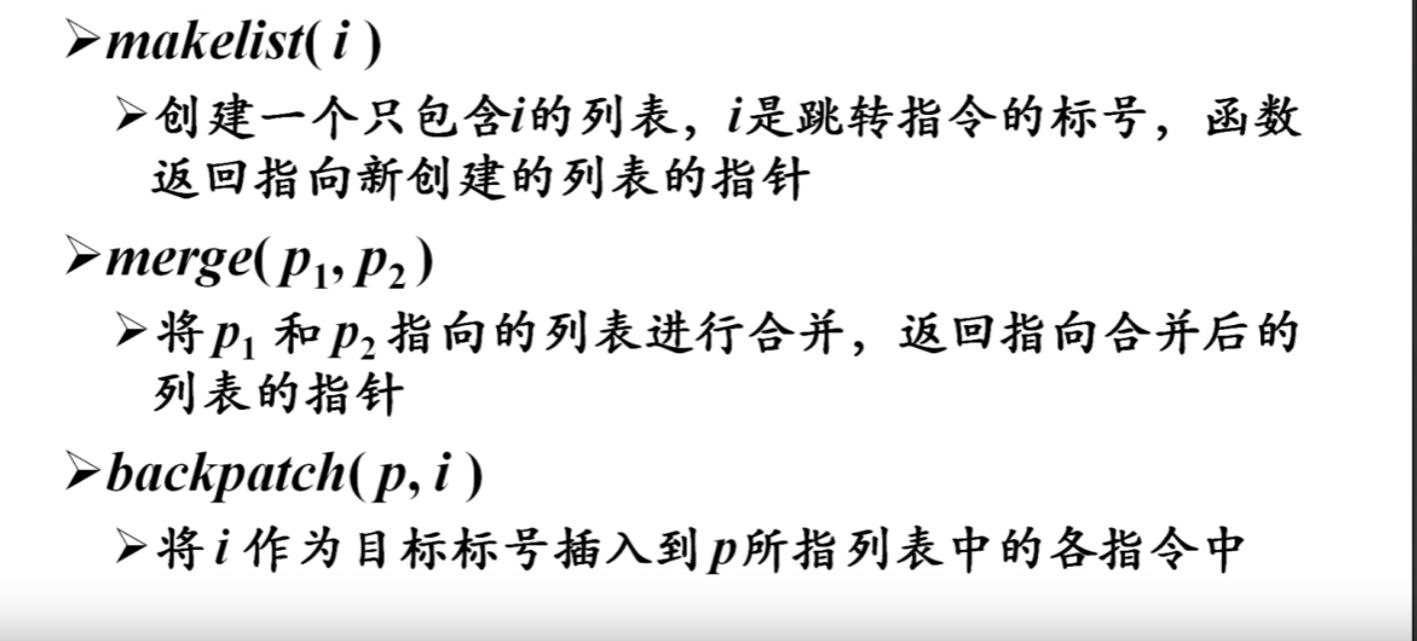 ➢makelist( i )
➢创建一个只包含i的列表，i是跳转指令的标号，函数
返回指向新创建的列表的指针
➢merge( p₁, p₂ )
➢将 p₁ 和 p₂ 指向的列表进行合并，返回指向合并后的
列表的指针
➢backpatch( p, i )
➢将 i 作为目标标号插入到 p所指列表中的各指令中